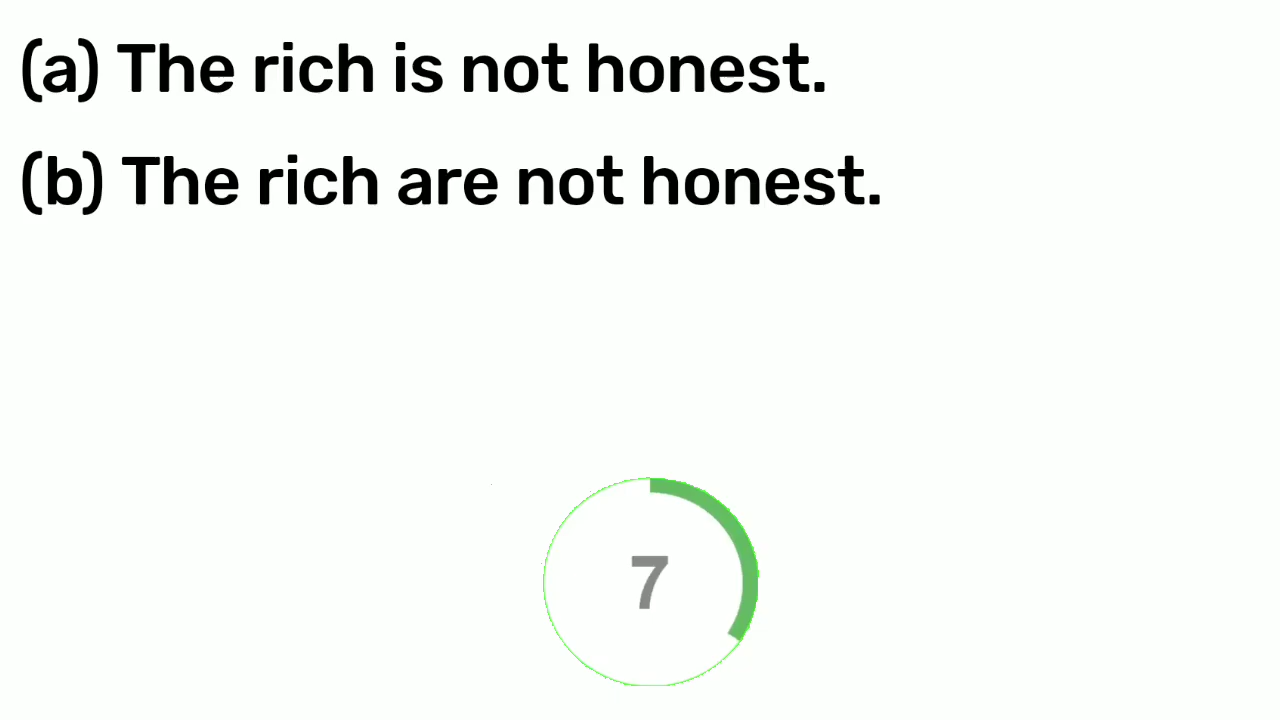 (a) The rich is not honest.
(b) The rich are not honest.
7